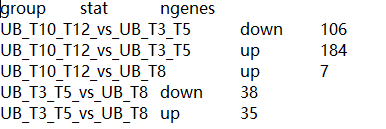 group stat ngenes
UB_T10_T12_vs_UB_T3_T5 down 106
UB_T10_T12_vs_UB_T3_T5 up 184
UB_T10_T12_vs_UB_T8 up 7
UB_T3_T5_vs_UB_T8 down 38
UB_T3_T5_vs_UB_T8 up 35